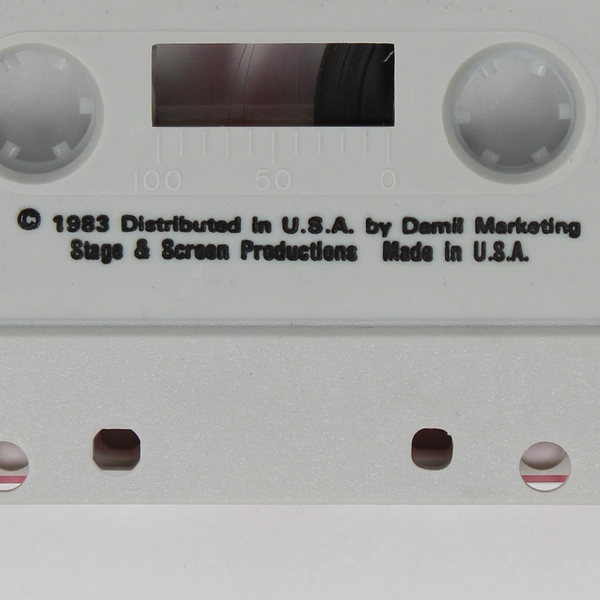 100 50 0
© 1983 Distributed in U.S.A. by Damil Marketing
Stage & Screen Productions Made in U.S.A.